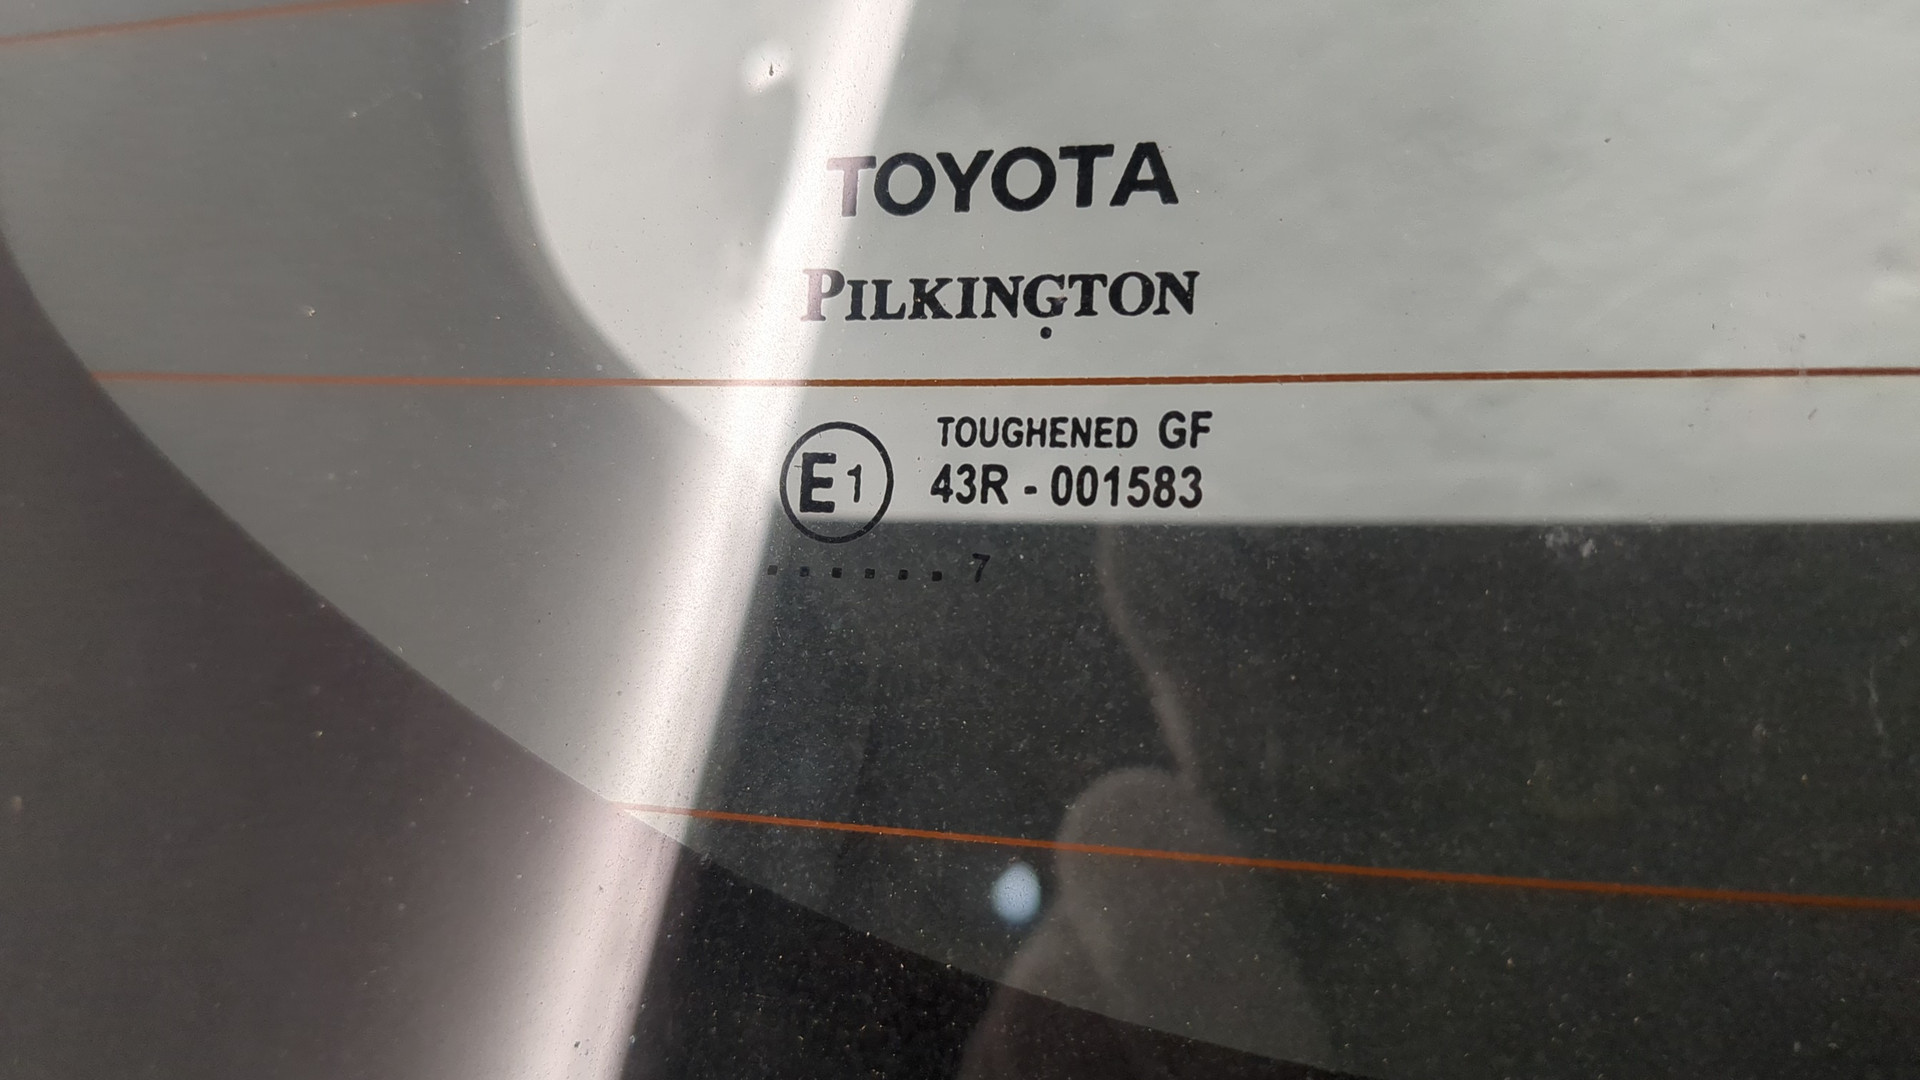 TOYOTA
PILKINGTON
TOUGHENED GF
E1 43R - 001583
. . . . . . 7